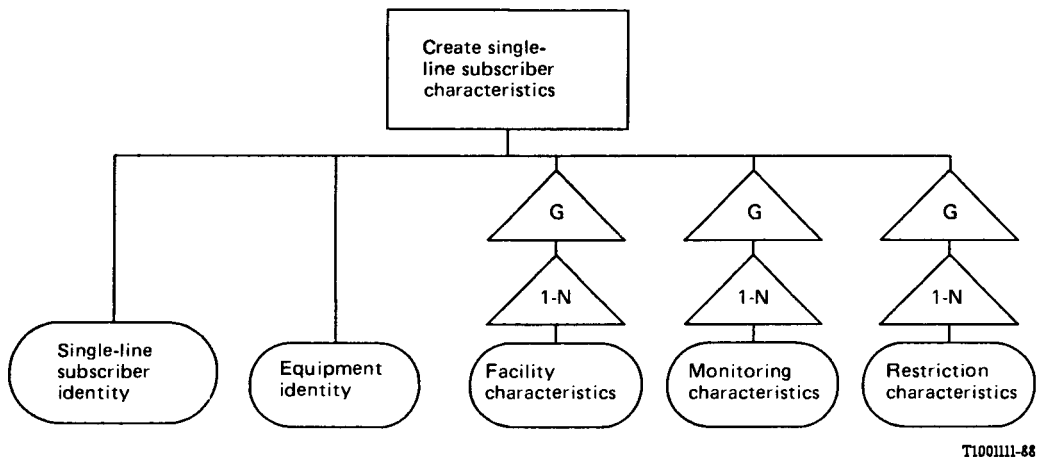 Create single-
line subscriber
characteristics
G
G
G
1-N
1-N
1-N
Single-line
subscriber
identity
Equipment
identity
Facility
characteristics
Monitoring
characteristics
Restriction
characteristics
T1001111-88